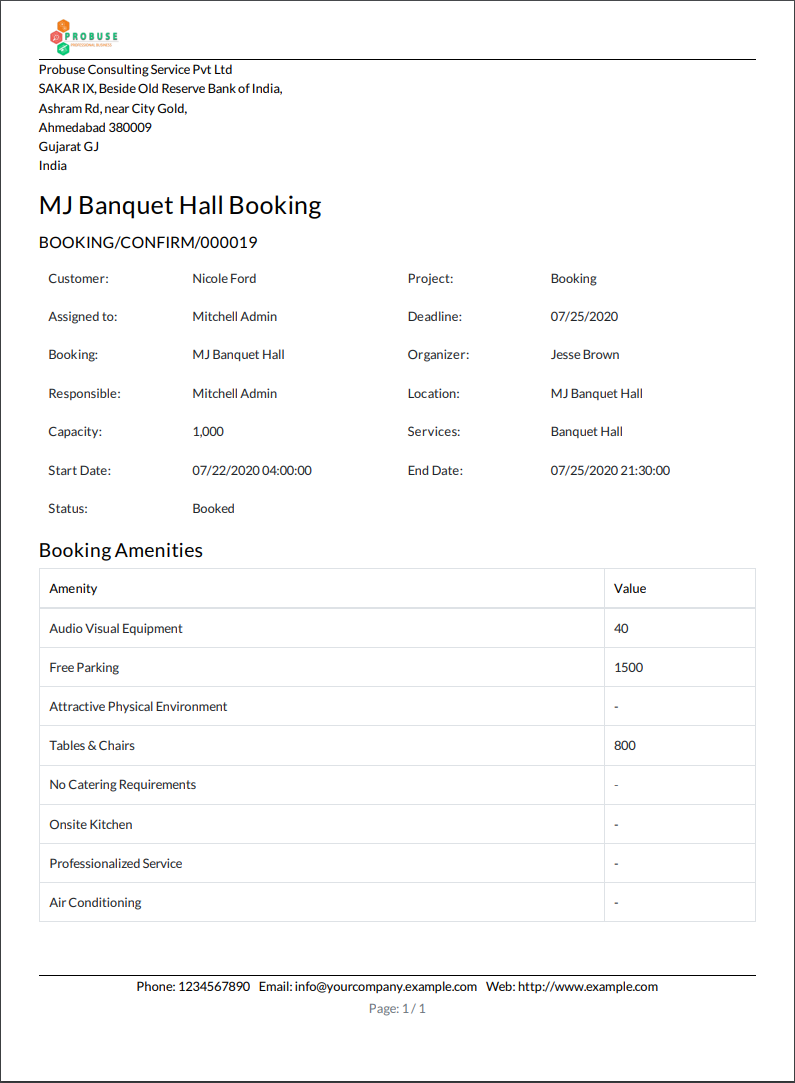 PROBUSE
PROFESSIONAL BUSINESS
Probuse Consulting Service Pvt Ltd
SAKAR IX, Beside Old Reserve Bank of India,
Ashram Rd, near City Gold,
Ahmedabad 380009
Gujarat GJ
India
MJ Banquet Hall Booking
BOOKING/CONFIRM/000019
Customer: Nicole Ford Project: Booking
Assigned to: Mitchell Admin Deadline: 07/25/2020
Booking: MJ Banquet Hall Organizer: Jesse Brown
Responsible: Mitchell Admin Location: MJ Banquet Hall
Capacity: 1,000 Services: Banquet Hall
Start Date: 07/22/2020 04:00:00 End Date: 07/25/2020 21:30:00
Status: Booked
Booking Amenities
Amenity Value
Audio Visual Equipment 40
Free Parking 1500
Attractive Physical Environment -
Tables & Chairs 800
No Catering Requirements -
Onsite Kitchen -
Professionalized Service -
Air Conditioning -
Phone: 1234567890 Email: info@yourcompany.example.com Web: http://www.example.com
Page: 1 / 1